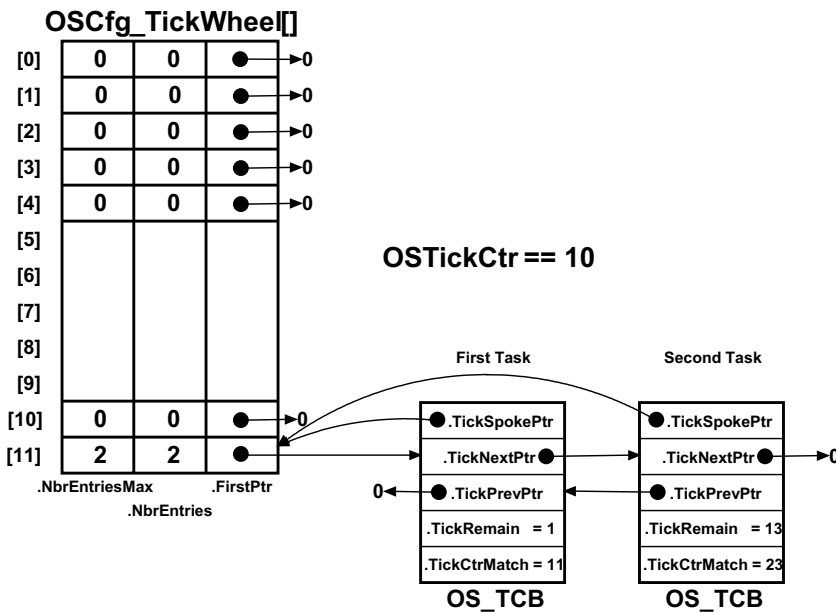 OSCfg_TickWheel[]
[0] 0 0 0
[1] 0 0 0
[2] 0 0 0
[3] 0 0 0
[4] 0 0 0
[5]
OSTickCtr == 10
[6]
[7]
[8]
First Task Second Task
[9]
[10] 0 0 0 .TickSpokePtr .TickSpokePtr
[11] 2 2 .TickNextPtr .TickNextPtr 0
.NbrEntriesMax .FirstPtr 0 .TickPrevPtr .TickPrevPtr
.NbrEntries
.TickRemain = 1 .TickRemain = 13
.TickCtrMatch = 11 .TickCtrMatch = 23
OS_TCB OS_TCB